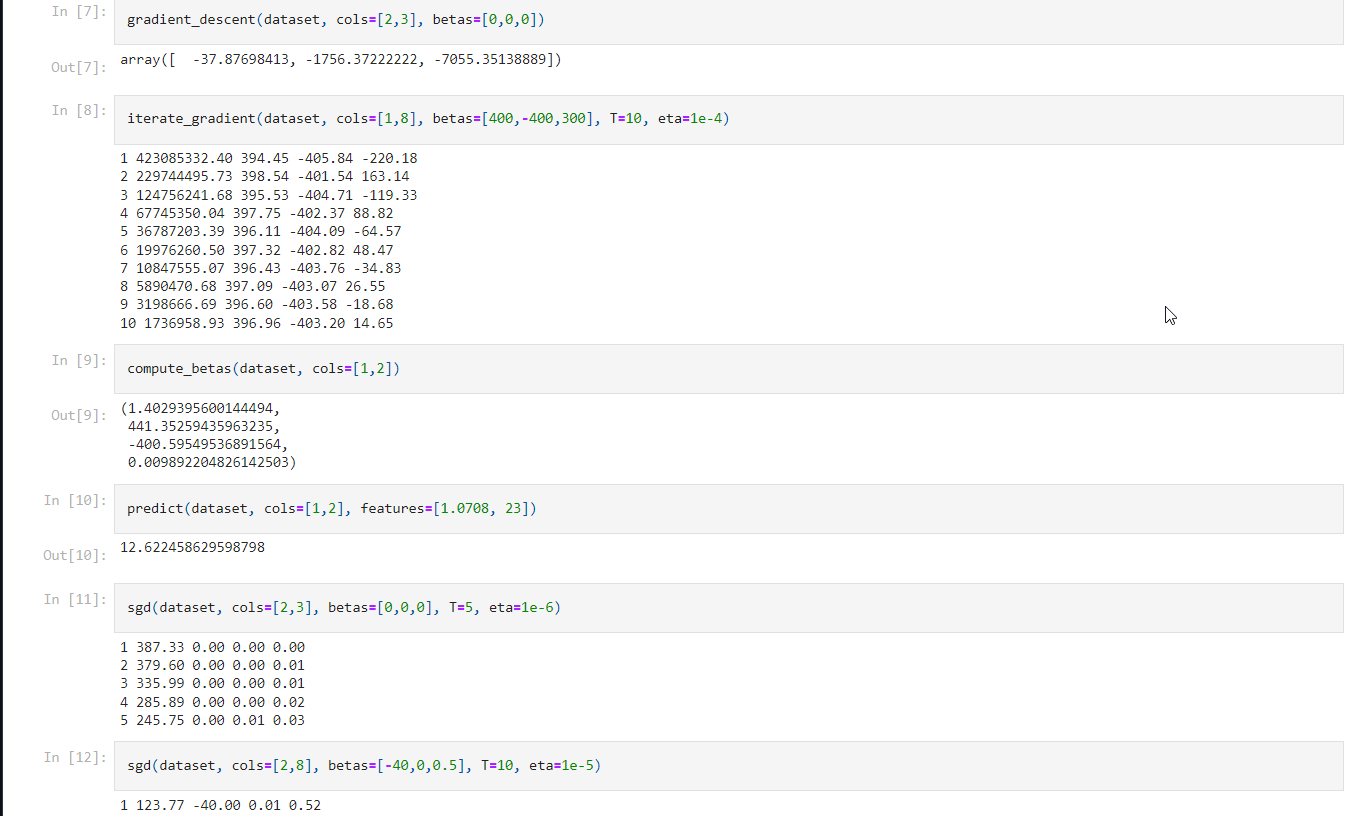 In [7]: gradient_descent(dataset, cols=[2,3], betas=[0,0,0])
Out[7]: array([  -37.87698413, -1756.37222222, -7055.35138889])
In [8]: iterate_gradient(dataset, cols=[1,8], betas=[400,-400,300], T=10, eta=1e-4)
1 423085332.40 394.45 -405.84 -220.18
2 229744495.73 398.54 -401.54 163.14
3 124756241.68 395.53 -404.71 -119.33
4 67745350.04 397.75 -402.37 88.82
5 36787203.39 396.11 -404.09 -64.57
6 19976260.50 397.32 -402.82 48.47
7 10847555.07 396.43 -403.76 -34.83
8 5890470.68 397.09 -403.07 26.55
9 3198666.69 396.60 -403.58 -18.68
10 1736958.93 396.96 -403.20 14.65
In [9]: compute_betas(dataset, cols=[1,2])
Out[9]: (1.4029395600144494,
441.35259435963235,
-400.59549536891564,
0.009892204826142503)
In [10]: predict(dataset, cols=[1,2], features=[1.0708, 23])
Out[10]: 12.622458629598798
In [11]: sgd(dataset, cols=[2,3], betas=[0,0,0], T=5, eta=1e-6)
1 387.33 0.00 0.00 0.00
2 379.60 0.00 0.00 0.01
3 335.99 0.00 0.00 0.01
4 285.89 0.00 0.00 0.02
5 245.75 0.00 0.01 0.03
In [12]: sgd(dataset, cols=[2,8], betas=[-40,0,0.5], T=10, eta=1e-5)
1 123.77 -40.00 0.01 0.52